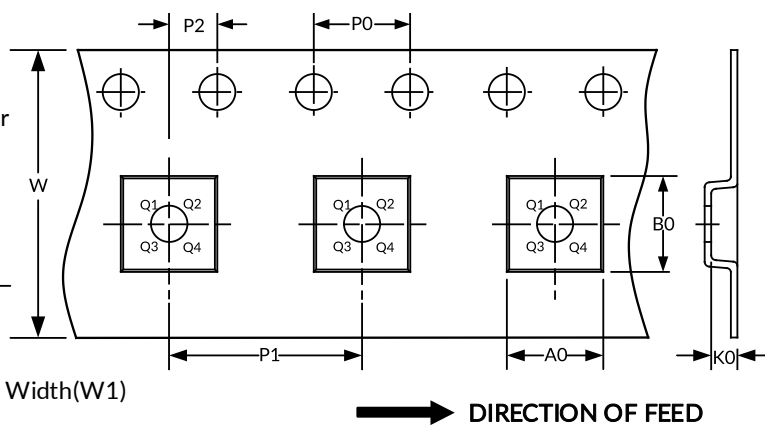 P2
P0
r
W
Q1 Q2
Q3 Q4
Q1 Q2
Q3 Q4
Q1 Q2
Q3 Q4
B0
P1
A0
K0
Width(W1)
DIRECTION OF FEED